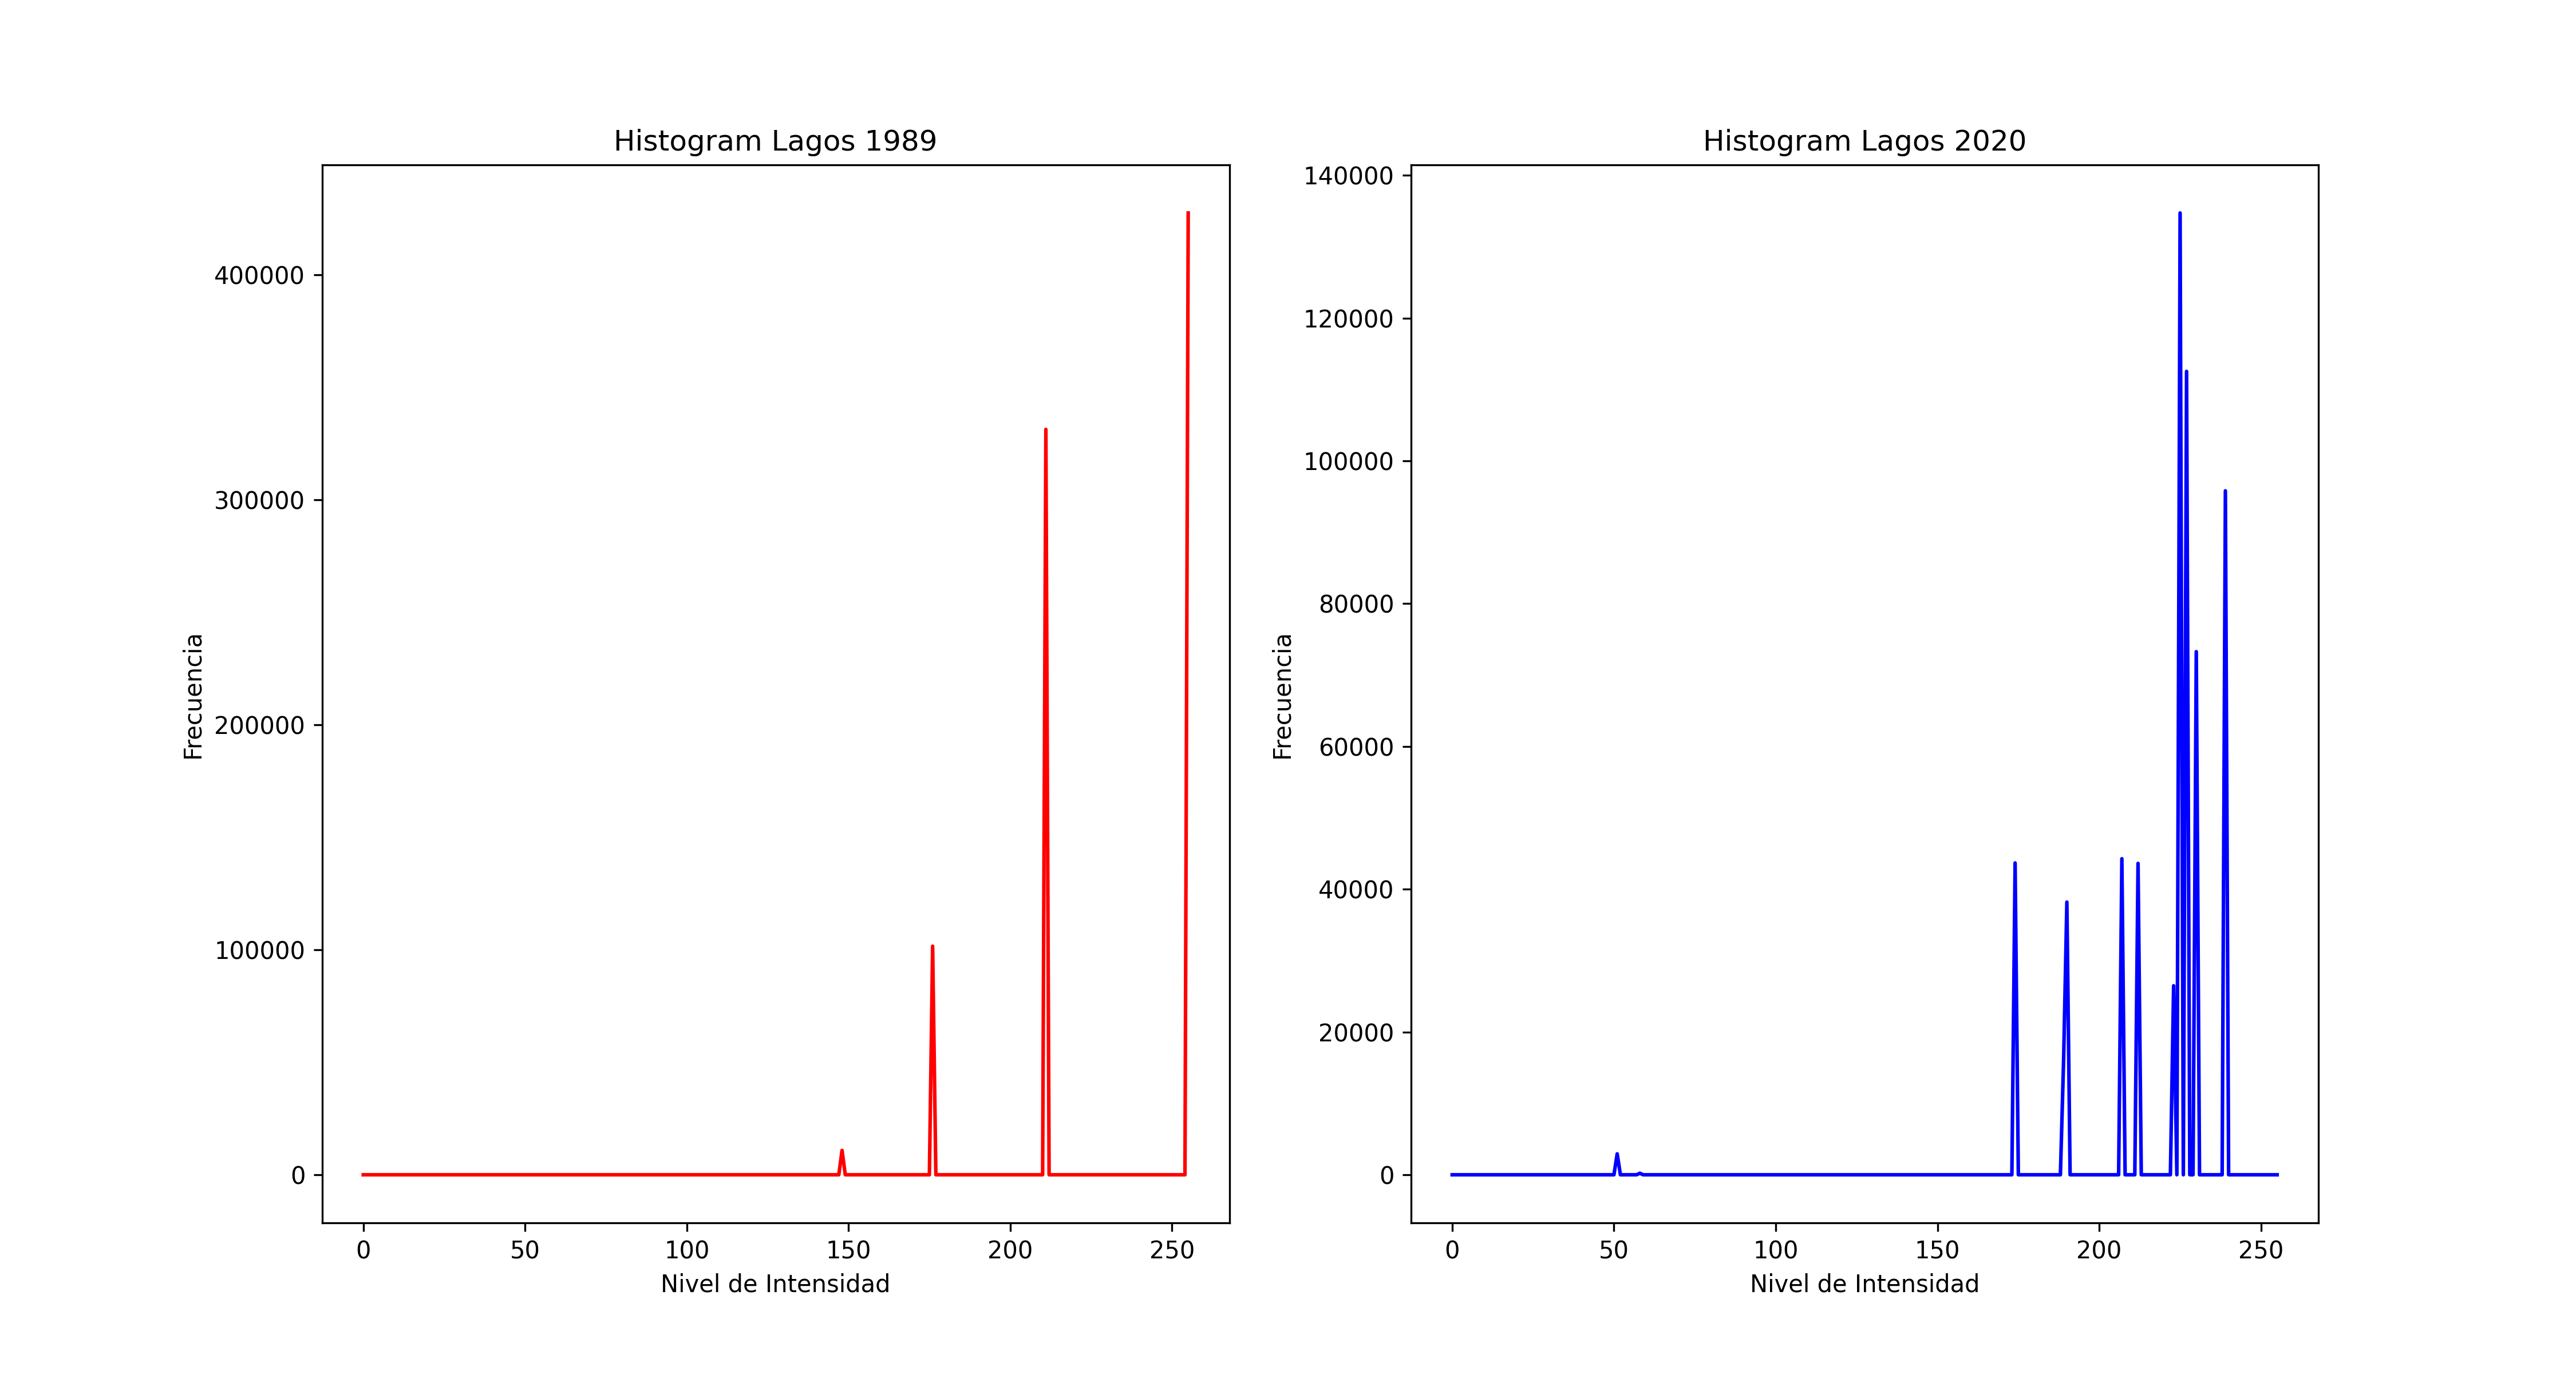 Histogram Lagos 1989
Frecuencia
400000
300000
200000
100000
0
0 50 100 150 200 250
Nivel de Intensidad
Histogram Lagos 2020
Frecuencia
140000
120000
100000
80000
60000
40000
20000
0
0 50 100 150 200 250
Nivel de Intensidad